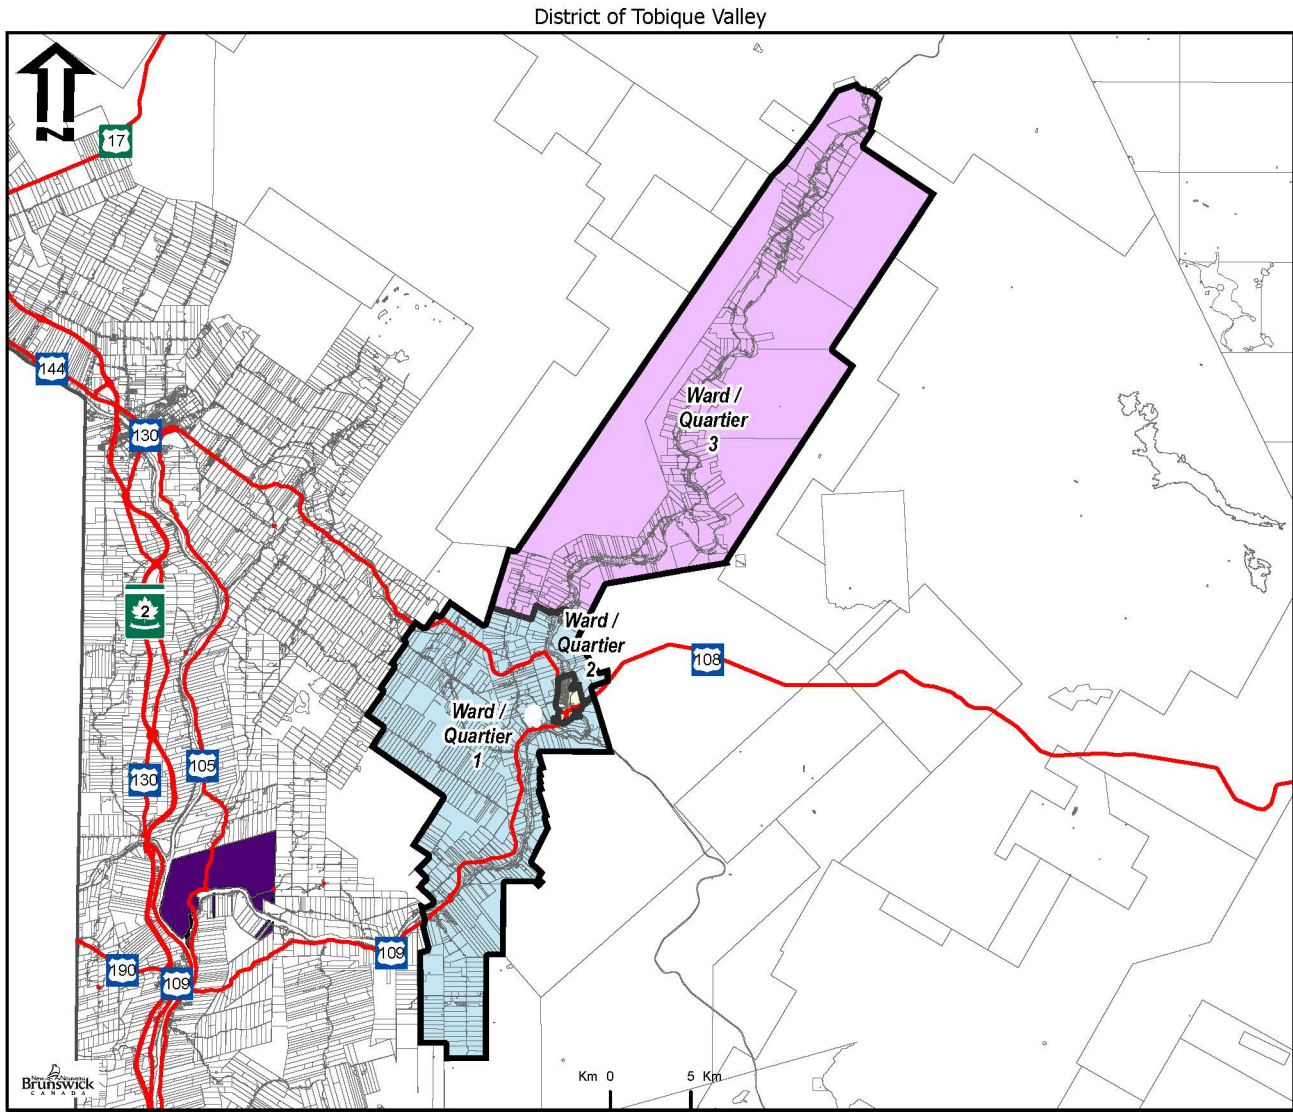 District of Tobique Valley
N
17
144
130
Ward /
Quartier
3
2
Ward /
Quartier
2
108
Ward /
Quartier
1
130
105
190
109
109
New Nouveau
Brunswick
CANADA
Km 0 5 Km